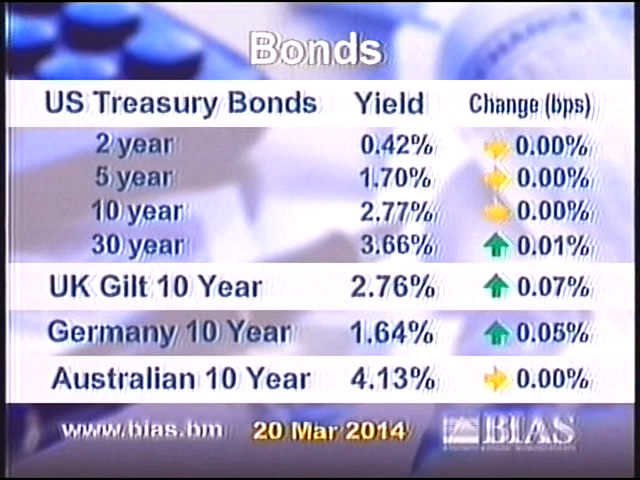 Bonds
US Treasury Bonds Yield Change (bps)
2 year 0.42% 0.00%
5 year 1.70% 0.00%
10 year 2.77% 0.00%
30 year 3.66% 0.01%
UK Gilt 10 Year 2.76% 0.07%
Germany 10 Year 1.64% 0.05%
Australian 10 Year 4.13% 0.00%
www.bias.bm 20 Mar 2014 BIAS